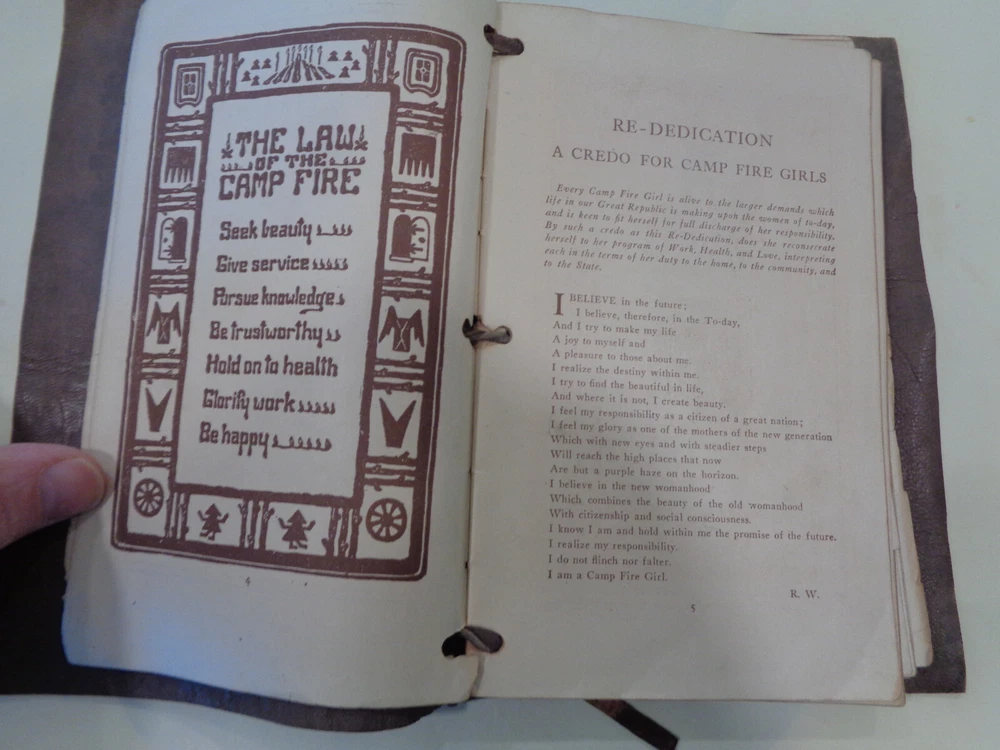 THE LAW
OF THE
CAMP FIRE
Seek beauty
Give service
Pursue knowledge
Be trustworthy
Hold on to health
Glorify work
Be happy
4
RE-DEDICATION
A CREDO FOR CAMP FIRE GIRLS
Every Camp Fire Girl is alive to the larger demands which
life in our Great Republic is making upon the women of to-day,
and is keen to fit herself for full discharge of her responsibility.
By such a credo as this Re-Dedication, does she reconsecrate
herself to her program of Work, Health, and Love, interpreting
each in the terms of her duty to the home, to the community, and
to the State.
I BELIEVE in the future;
I believe, therefore, in the To-day,
And I try to make my life
A joy to myself and
A pleasure to those about me.
I realize the destiny within me.
I try to find the beautiful in life,
And where it is not, I create beauty.
I feel my responsibility as a citizen of a great nation;
I feel my glory as one of the mothers of the new generation
Which with new eyes and with steadier steps
Will reach the high places that now
Are but a purple haze on the horizon.
I believe in the new womanhood
Which combines the beauty of the old womanhood
With citizenship and social consciousness.
I know I am and hold within me the promise of the future.
I realize my responsibility.
I do not flinch nor falter.
I am a Camp Fire Girl.
R. W.
5